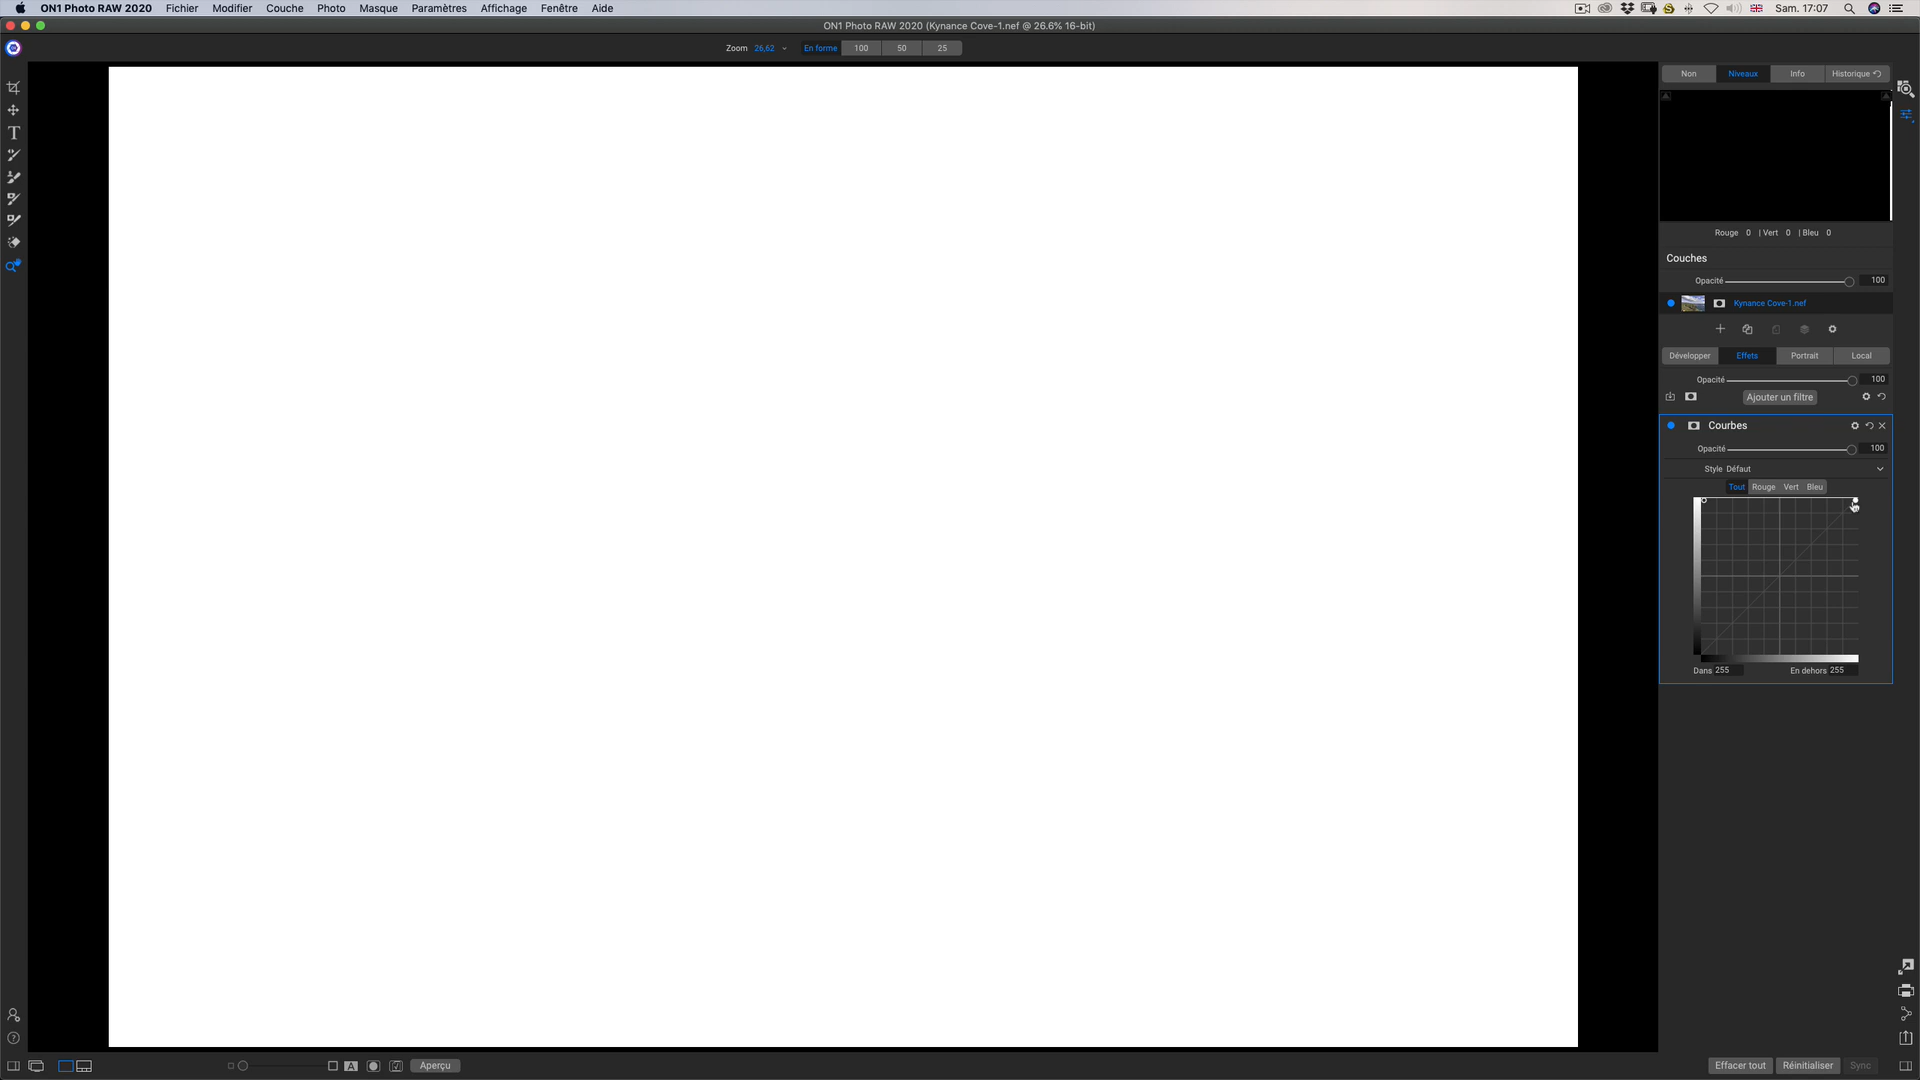 ON1 Photo RAW 2020 Fichier Modifier Couche Photo Masque Paramètres Affichage Fenêtre Aide Sam. 17:07
ON1 Photo RAW 2020 (Kynance Cove-1.nef @ 26.6% 16-bit)
Zoom 26,62 En forme 100 50 25
Non Niveaux Info Historique
Rouge 0 | Vert 0 | Bleu 0
Couches
Opacité 100
Kynance Cove-1.nef
Développer Effets Portrait Local
Opacité 100
Ajouter un filtre
Courbes
Opacité 100
Style Défaut
Tout Rouge Vert Bleu
Dans 255 En dehors 255
A Aperçu Effacer tout Réinitialiser Sync